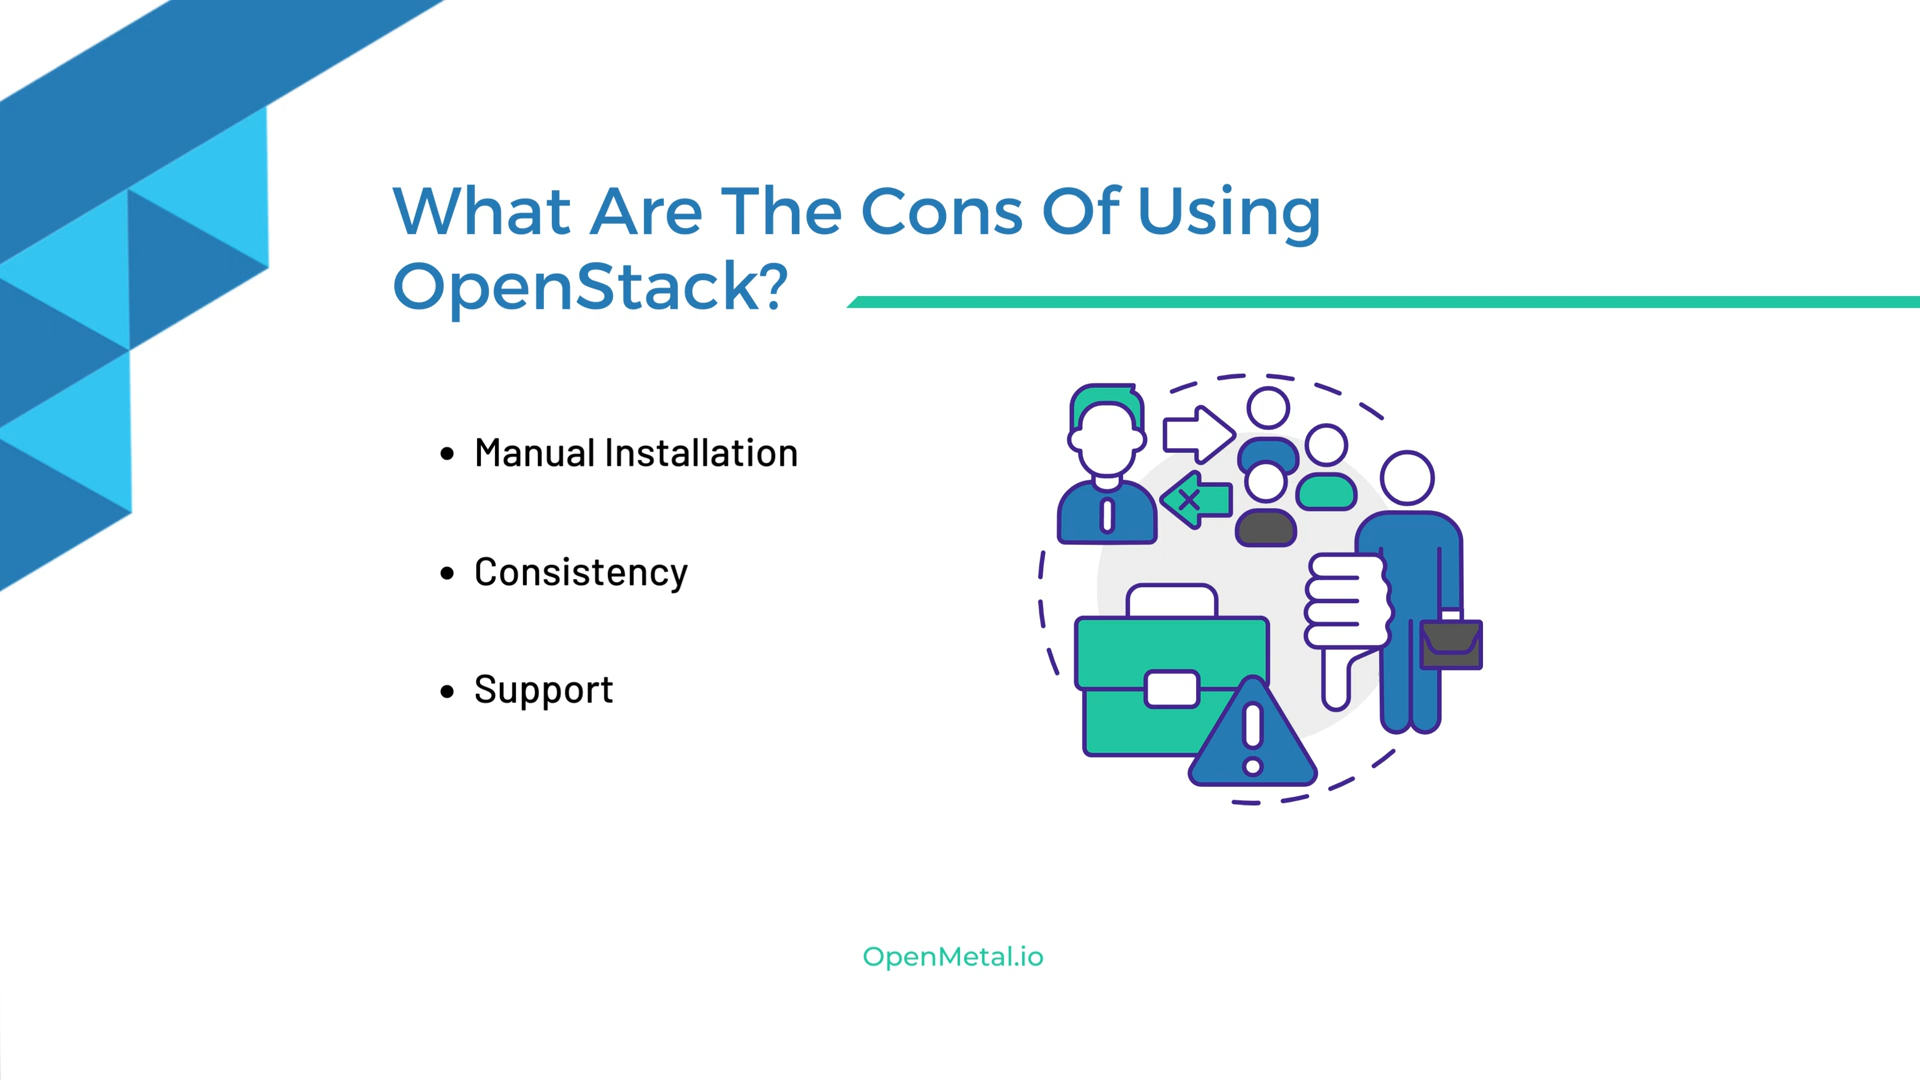 What Are The Cons Of Using
OpenStack?
• Manual Installation
• Consistency
• Support
OpenMetal.io